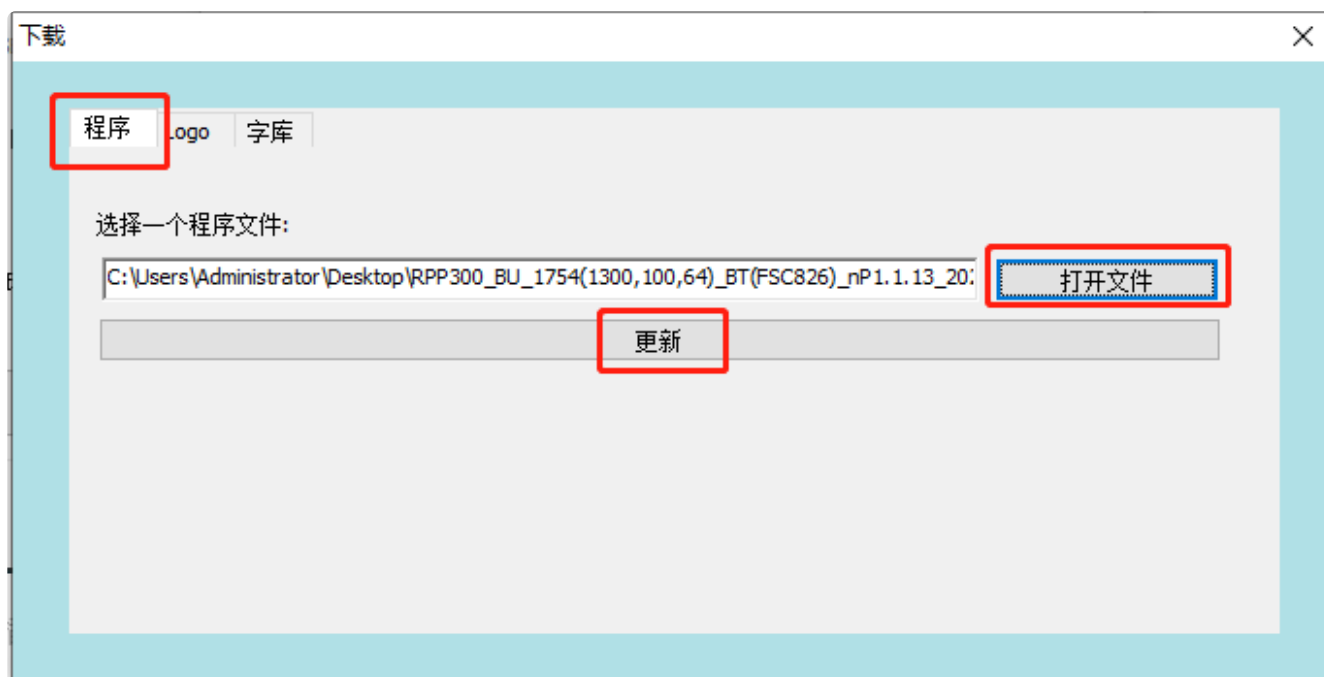 下载
程序 Logo 字库
选择一个程序文件:
C:\Users\Administrator\Desktop\RPP300_BU_1754(1300,100,64)_BT(FSC826)_nP1.1.13_202 打开文件
更新